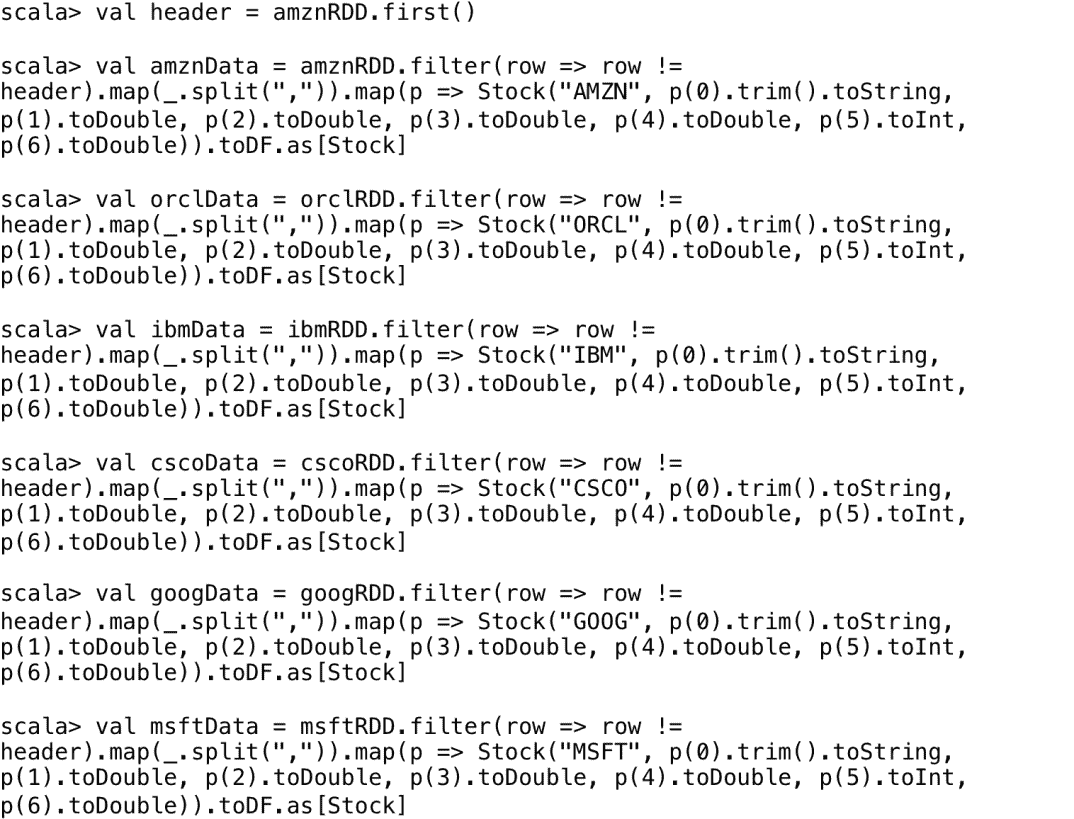 scala> val header = amznRDD.first()
scala> val amznData = amznRDD.filter(row => row !=
header).map(_.split(",")).map(p => Stock("AMZN", p(0).trim().toString,
p(1).toDouble, p(2).toDouble, p(3).toDouble, p(4).toDouble, p(5).toInt,
p(6).toDouble)).toDF.as[Stock]
scala> val orclData = orclRDD.filter(row => row !=
header).map(_.split(",")).map(p => Stock("ORCL", p(0).trim().toString,
p(1).toDouble, p(2).toDouble, p(3).toDouble, p(4).toDouble, p(5).toInt,
p(6).toDouble)).toDF.as[Stock]
scala> val ibmData = ibmRDD.filter(row => row !=
header).map(_.split(",")).map(p => Stock("IBM", p(0).trim().toString,
p(1).toDouble, p(2).toDouble, p(3).toDouble, p(4).toDouble, p(5).toInt,
p(6).toDouble)).toDF.as[Stock]
scala> val cscoData = cscoRDD.filter(row => row !=
header).map(_.split(",")).map(p => Stock("CSCO", p(0).trim().toString,
p(1).toDouble, p(2).toDouble, p(3).toDouble, p(4).toDouble, p(5).toInt,
p(6).toDouble)).toDF.as[Stock]
scala> val googData = googRDD.filter(row => row !=
header).map(_.split(",")).map(p => Stock("GOOG", p(0).trim().toString,
p(1).toDouble, p(2).toDouble, p(3).toDouble, p(4).toDouble, p(5).toInt,
p(6).toDouble)).toDF.as[Stock]
scala> val msftData = msftRDD.filter(row => row !=
header).map(_.split(",")).map(p => Stock("MSFT", p(0).trim().toString,
p(1).toDouble, p(2).toDouble, p(3).toDouble, p(4).toDouble, p(5).toInt,
p(6).toDouble)).toDF.as[Stock]